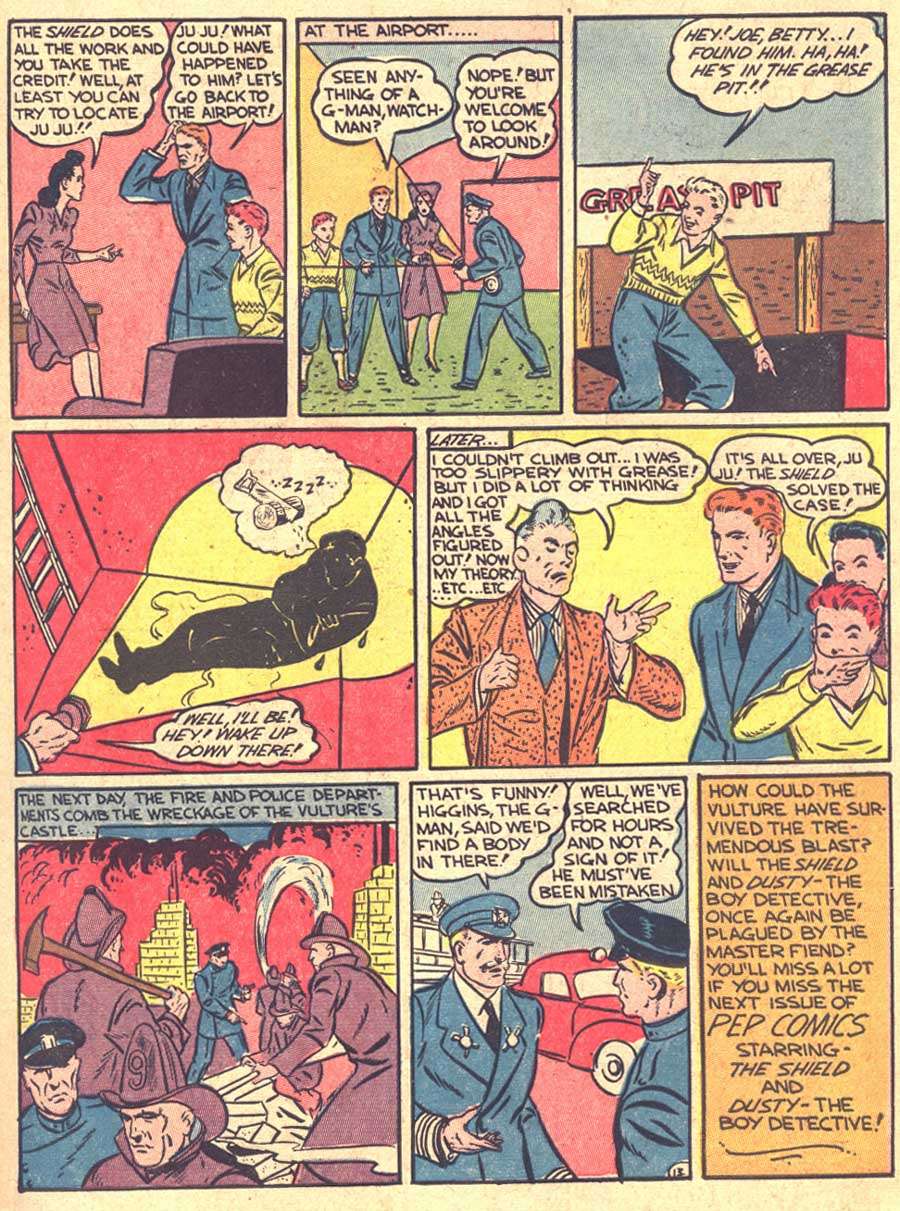 THE SHIELD DOES
ALL THE WORK AND
YOU TAKE THE
CREDIT! WELL, AT
LEAST YOU CAN
TRY TO LOCATE
JU JU!!
JU JU! WHAT
COULD HAVE
HAPPENED
TO HIM? LET'S
GO BACK TO
THE AIRPORT!
AT THE AIRPORT.....
SEEN ANY-
THING OF A
G-MAN, WATCH-
MAN?
NOPE! BUT
YOU'RE
WELCOME
TO LOOK
AROUND!
HEY! JOE, BETTY...I
FOUND HIM. HA, HA!
HE'S IN THE GREASE
PIT!!
GREASE PIT
ZZZZ
WELL, I'LL BE!
HEY! WAKE UP
DOWN THERE!
LATER...
I COULDN'T CLIMB OUT... I WAS
TOO SLIPPERY WITH GREASE!
BUT I DID A LOT OF THINKING
AND I GOT
ALL THE
ANGLES
FIGURED
OUT! NOW
MY THEORY
..ETC...ETC
IT'S ALL OVER, JU
JU! THE SHIELD
SOLVED THE
CASE!
THE NEXT DAY, THE FIRE AND POLICE DEPART-
MENTS COMB THE WRECKAGE OF THE VULTURE'S
CASTLE...
9
THAT'S FUNNY!
HIGGINS, THE G-
MAN, SAID WE'D
FIND A BODY
IN THERE!
WELL, WE'VE
SEARCHED
FOR HOURS
AND NOT A
SIGN OF IT!
HE MUST'VE
BEEN MISTAKEN
13
HOW COULD THE
VULTURE HAVE SUR-
VIVED THE TRE-
MENDOUS BLAST?
WILL THE SHIELD
AND DUSTY-THE
BOY DETECTIVE,
ONCE AGAIN BE
PLAGUED BY THE
MASTER FIEND?
YOU'LL MISS A LOT
IF YOU MISS THE
NEXT ISSUE OF
PEP COMICS
STARRING-
THE SHIELD
AND
DUSTY-THE
BOY DETECTIVE!